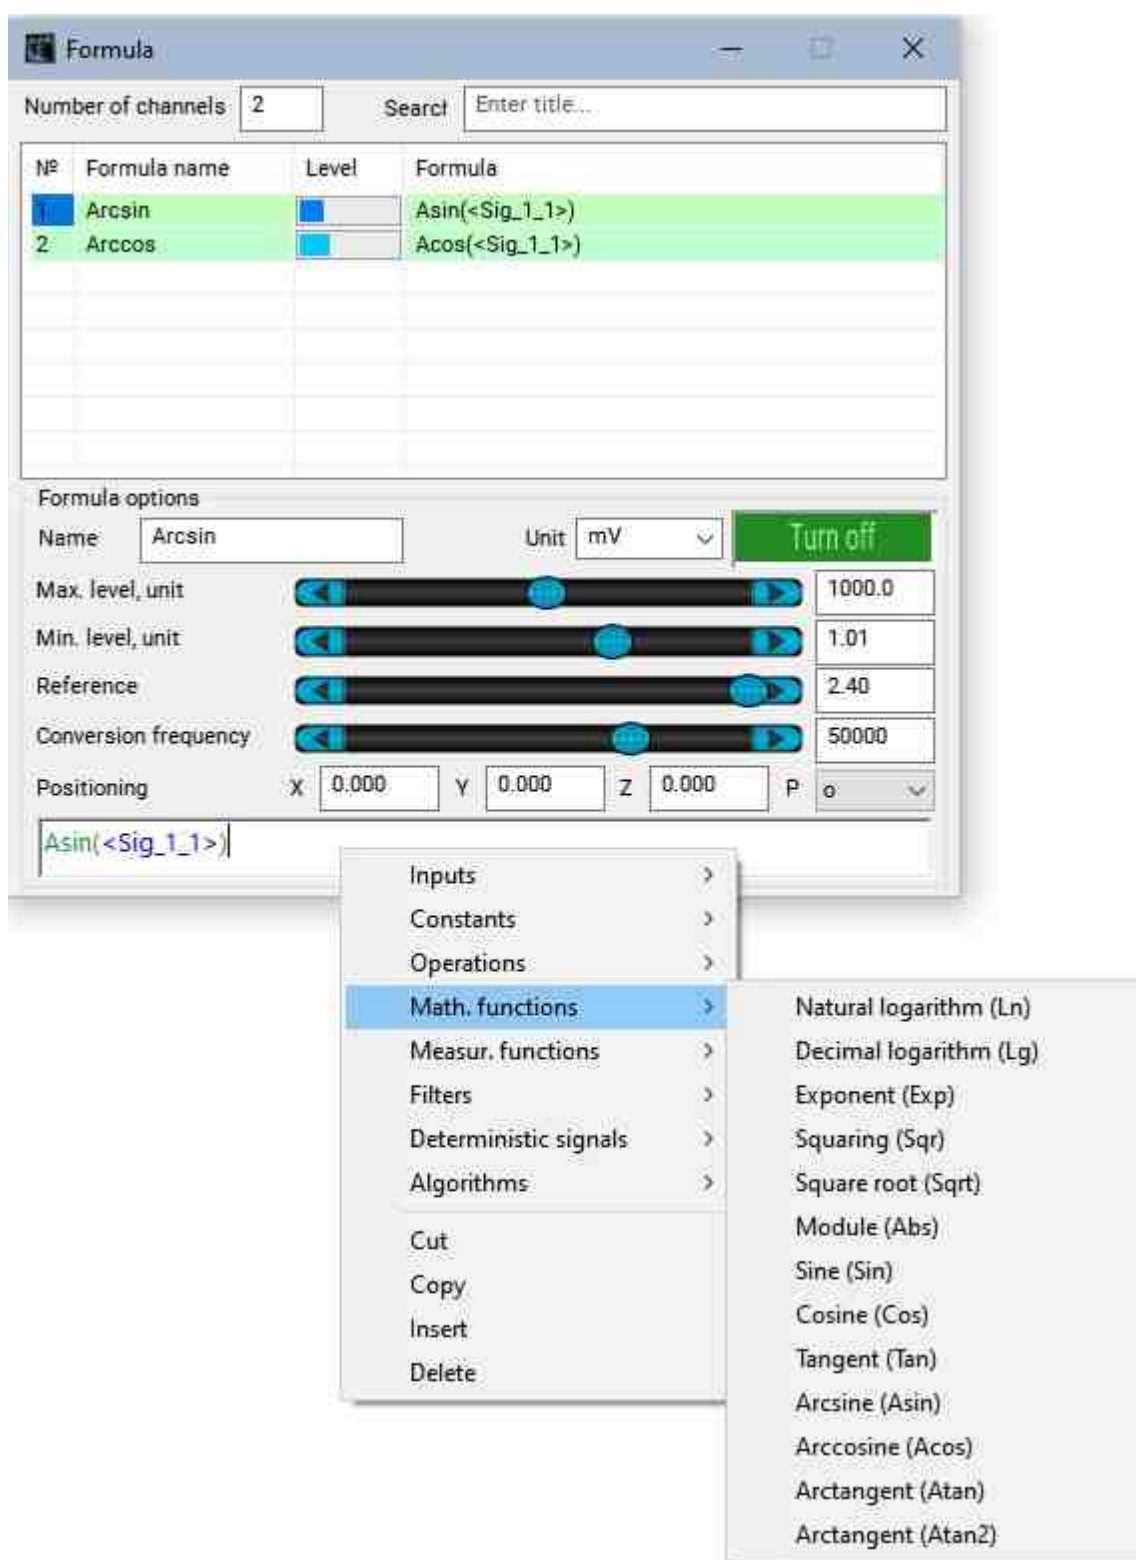 Formula
Number of channels 2 Search Enter title...
Nº Formula name Level Formula
1 Arcsin Asin(<Sig_1_1>)
2 Arccos Acos(<Sig_1_1>)
Formula options
Name Arcsin Unit mV Turn off
Max. level, unit 1000.0
Min. level, unit 1.01
Reference 2.40
Conversion frequency 50000
Positioning X 0.000 Y 0.000 Z 0.000 P o
Asin(<Sig_1_1>)
Inputs
Constants
Operations
Math. functions
Measur. functions
Filters
Deterministic signals
Algorithms
Cut
Copy
Insert
Delete
Natural logarithm (Ln)
Decimal logarithm (Lg)
Exponent (Exp)
Squaring (Sqr)
Square root (Sqrt)
Module (Abs)
Sine (Sin)
Cosine (Cos)
Tangent (Tan)
Arcsine (Asin)
Arccosine (Acos)
Arctangent (Atan)
Arctangent (Atan2)